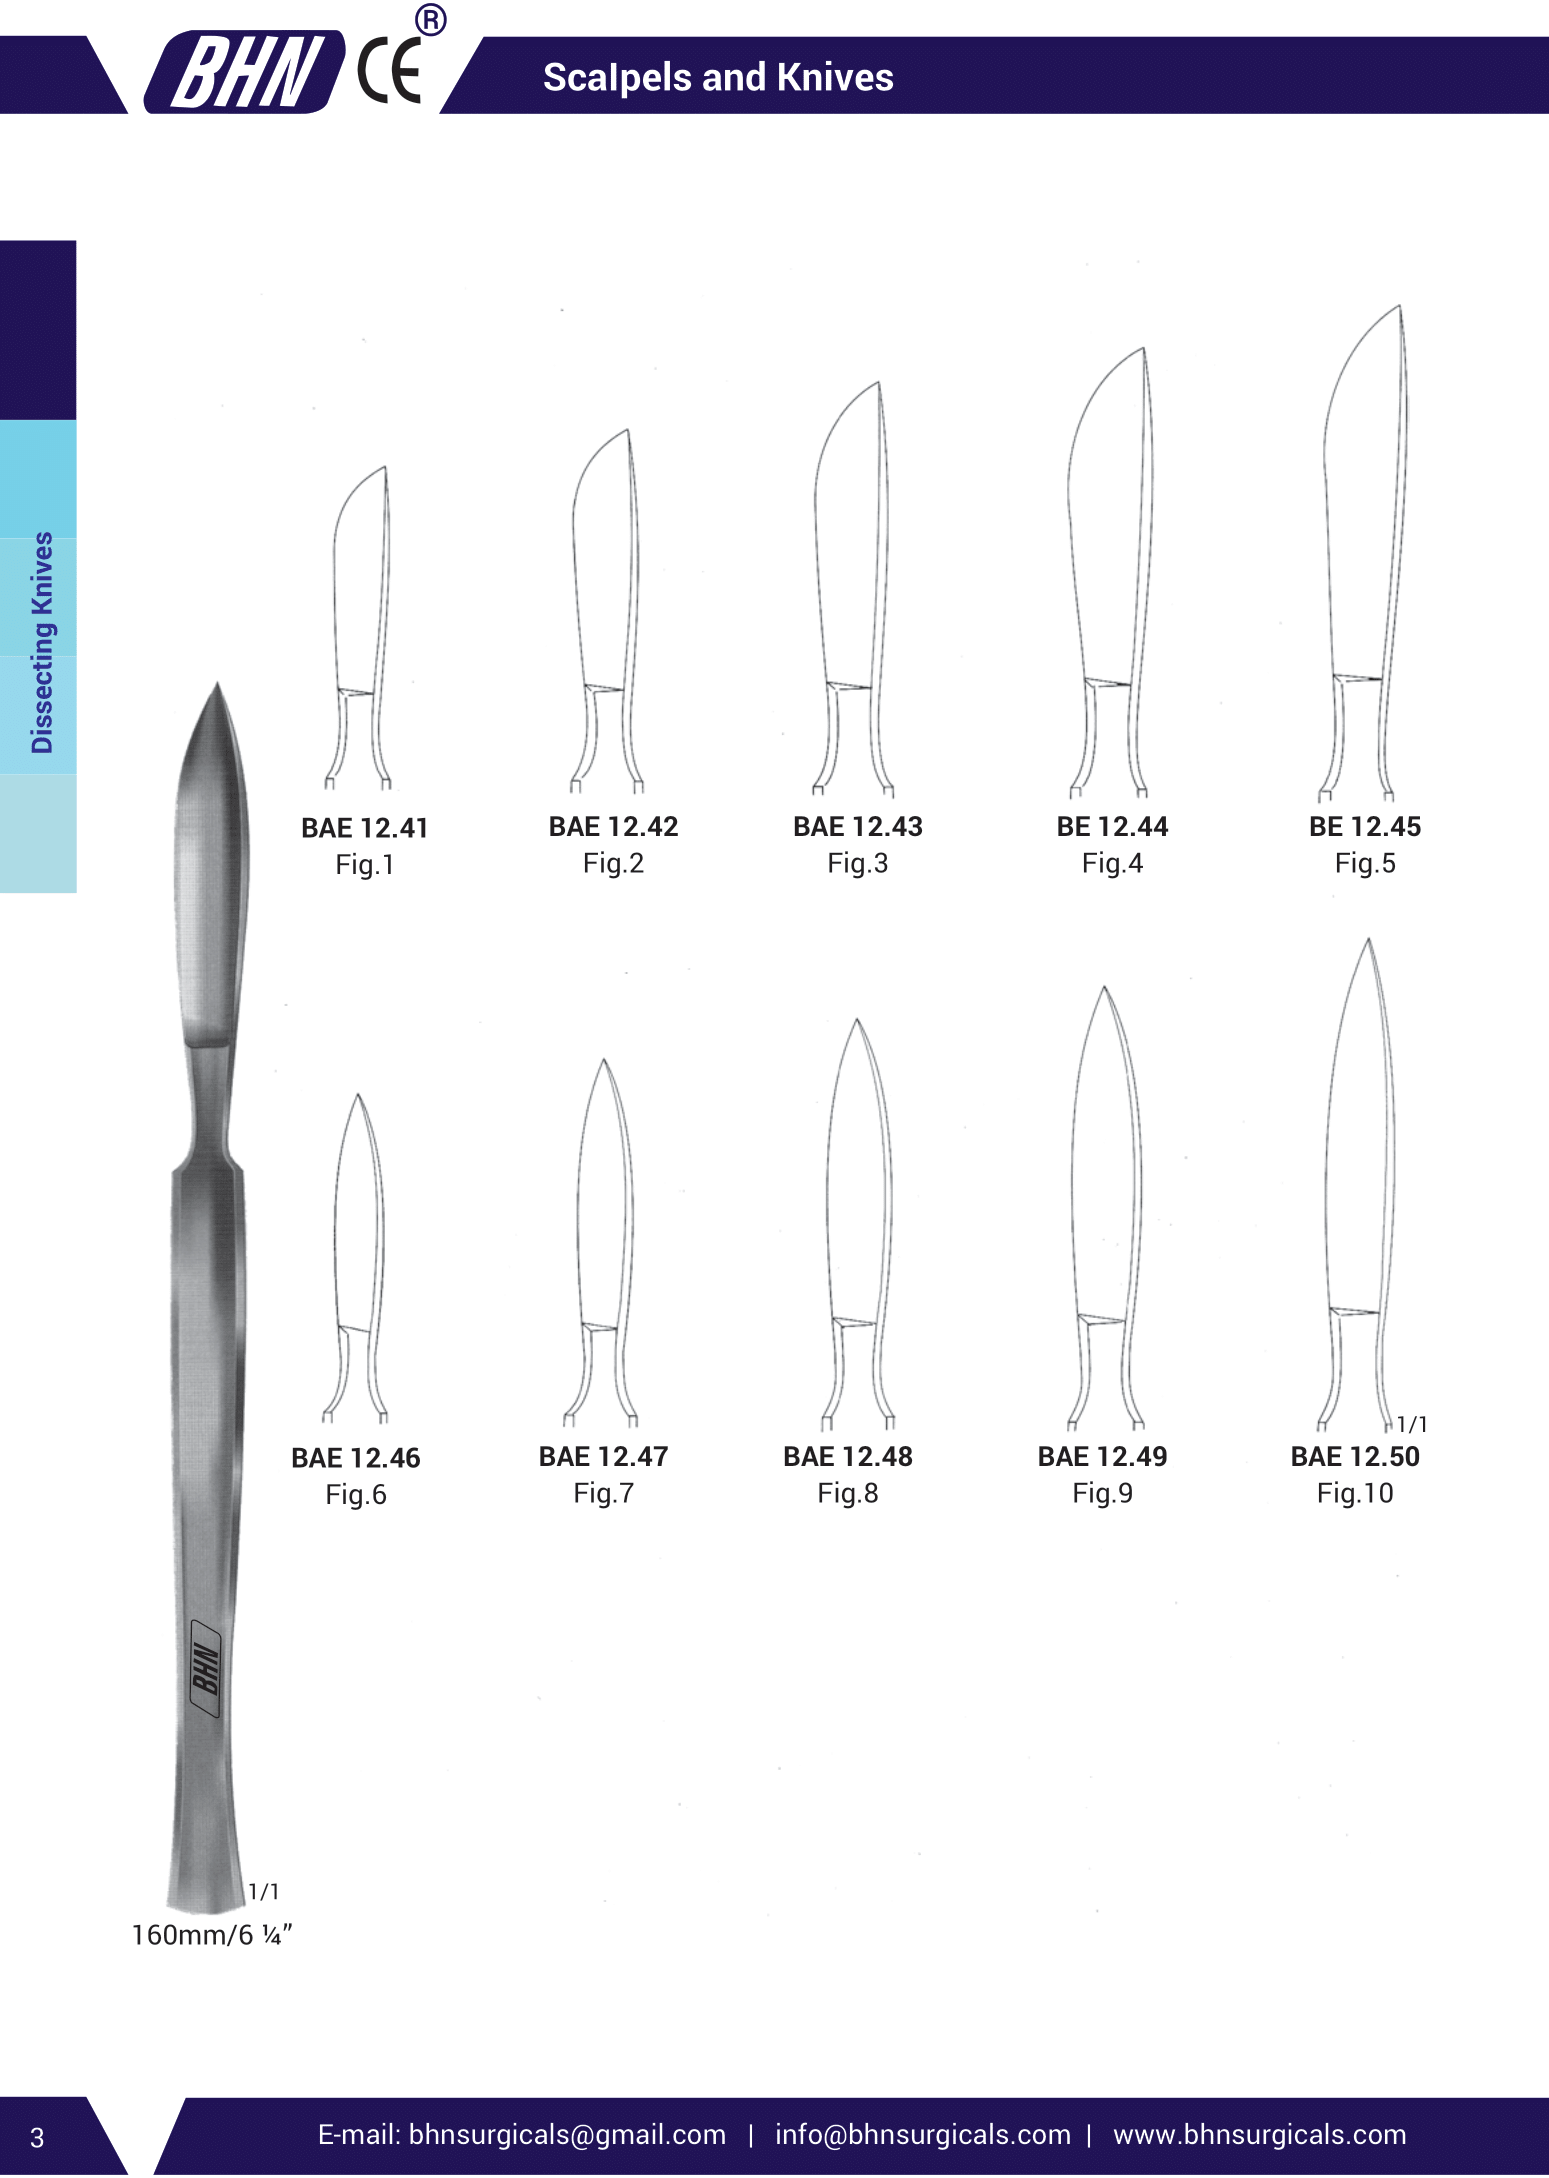 BHN CE ®
Scalpels and Knives
Dissecting Knives
BAE 12.41
Fig.1
BAE 12.42
Fig.2
BAE 12.43
Fig.3
BE 12.44
Fig.4
BE 12.45
Fig.5
1/1
BAE 12.46
Fig.6
BAE 12.47
Fig.7
BAE 12.48
Fig.8
BAE 12.49
Fig.9
BAE 12.50
Fig.10
BHN
1/1
160mm/6 ¼”
3
E-mail: bhnsurgicals@gmail.com | info@bhnsurgicals.com | www.bhnsurgicals.com